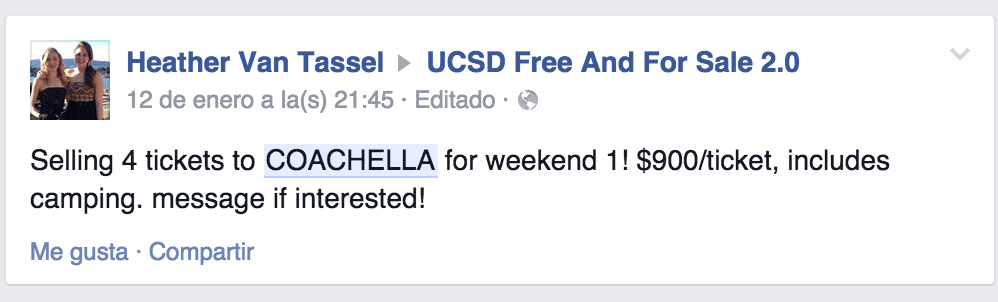 Heather Van Tassel ▸ UCSD Free And For Sale 2.0
12 de enero a la(s) 21:45 · Editado ·
Selling 4 tickets to COACHELLA for weekend 1! $900/ticket, includes
camping. message if interested!
Me gusta · Compartir